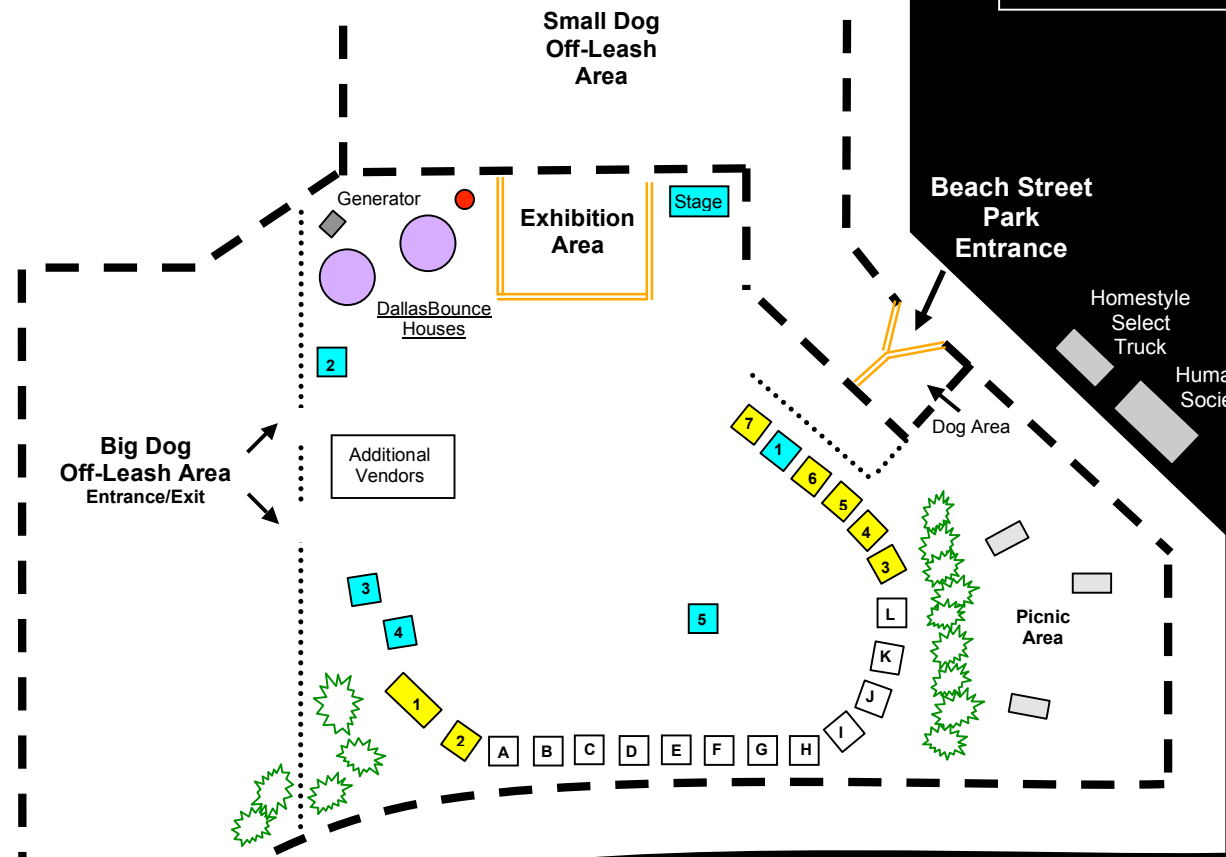 Small Dog
Off-Leash
Area
Generator
Exhibition
Area
Stage
Beach Street
Park
Entrance
DallasBounce
Houses
Homestyle
Select
Truck
2
Big Dog
Off-Leash Area
Entrance/Exit
Additional
Vendors
Dog Area
7
1
6
5
4
3
3
4
5
L
K
J
I
Picnic
Area
1
2
A
B
C
D
E
F
G
H